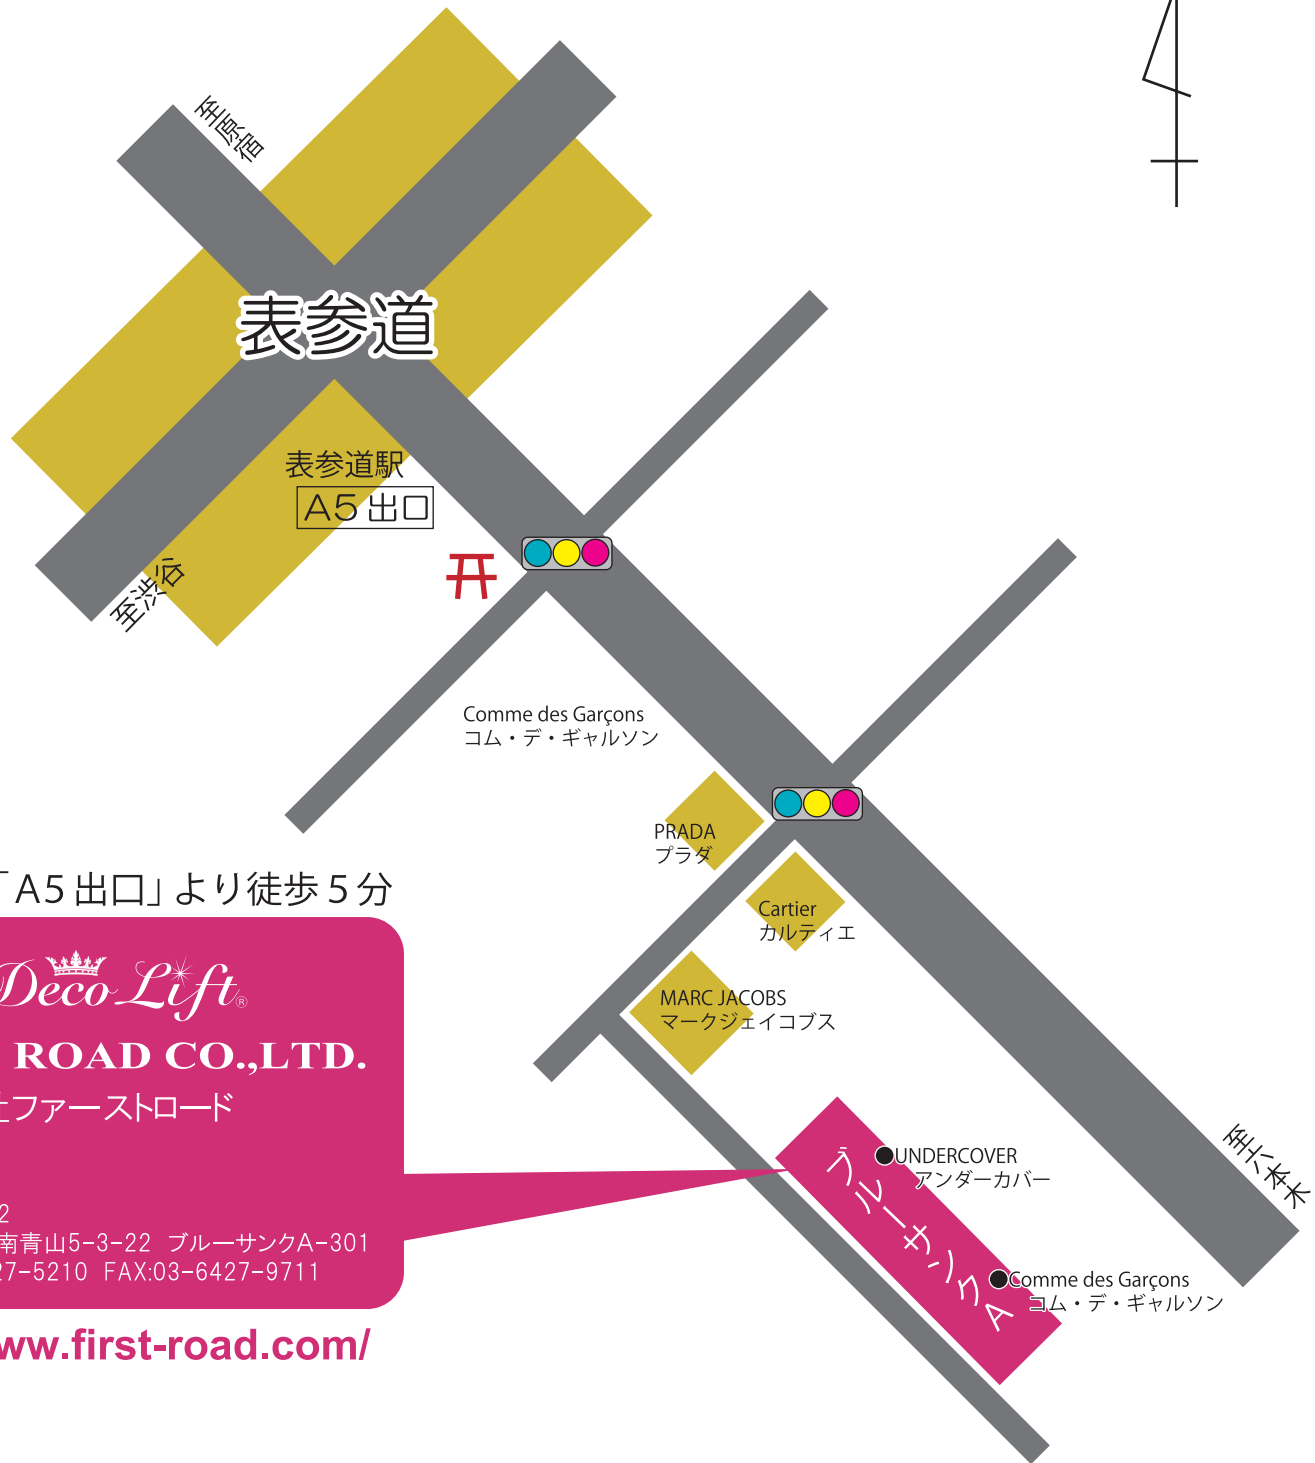 至原宿
表参道
表参道駅
A5 出口
至渋谷
Comme des Garçons
コム・デ・ギャルソン
PRADA
プラダ
Cartier
カルティエ
MARC JACOBS
マークジェイコブス
「A5 出口」より徒歩 5 分
Deco Lift®
ROAD CO.,LTD.
社ファーストロード
2
南青山5-3-22 ブルーサンクA-301
27-5210 FAX:03-6427-9711
ww.first-road.com/
ブルーサンクA
UNDERCOVER
アンダーカバー
Comme des Garçons
コム・デ・ギャルソン
至六本木